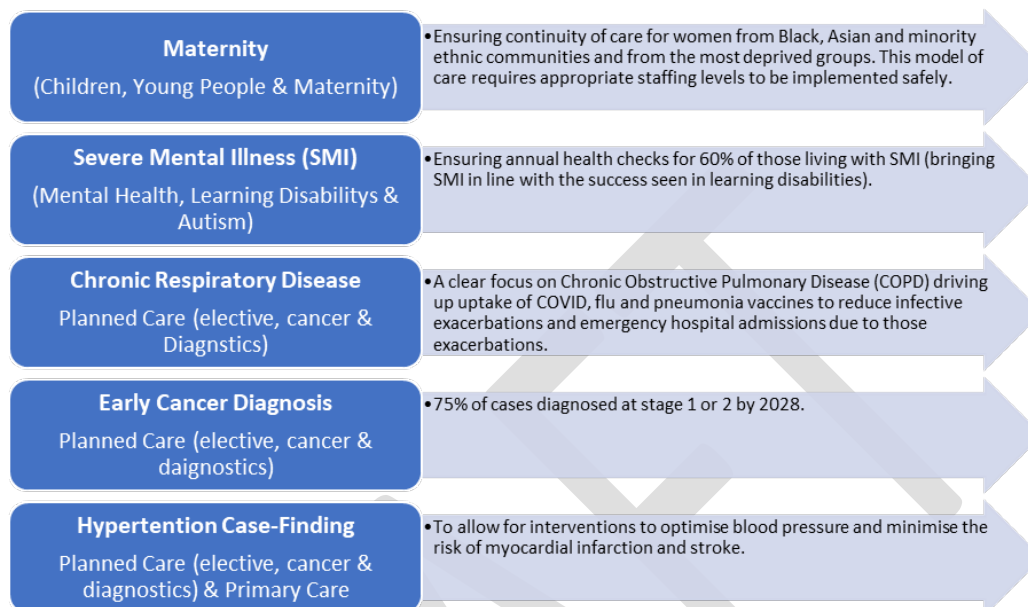 Maternity
(Children, Young People & Maternity)
•Ensuring continuity of care for women from Black, Asian and minority
ethnic communities and from the most deprived groups. This model of
care requires appropriate staffing levels to be implemented safely.
Severe Mental Illness (SMI)
(Mental Health, Learning Disabilitys &
Autism)
•Ensuring annual health checks for 60% of those living with SMI (bringing
SMI in line with the success seen in learning disabilities).
Chronic Respiratory Disease
Planned Care (elective, cancer &
Diagnstics)
•A clear focus on Chronic Obstructive Pulmonary Disease (COPD) driving
up uptake of COVID, flu and pneumonia vaccines to reduce infective
exacerbations and emergency hospital admissions due to those
exacerbations.
Early Cancer Diagnosis
Planned Care (elective, cancer &
daignostics)
•75% of cases diagnosed at stage 1 or 2 by 2028.
Hypertention Case-Finding
Planned Care (elective, cancer &
diagnostics) & Primary Care
•To allow for interventions to optimise blood pressure and minimise the
risk of myocardial infarction and stroke.